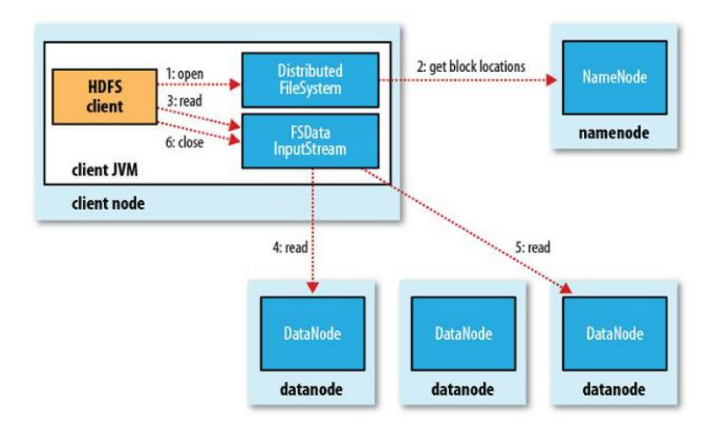 HDFS
client
1: open
3: read
6: close
Distributed
FileSystem
FSData
InputStream
2: get block locations
NameNode
namenode
client JVM
client node
4: read
5: read
DataNode
datanode
DataNode
datanode
DataNode
datanode